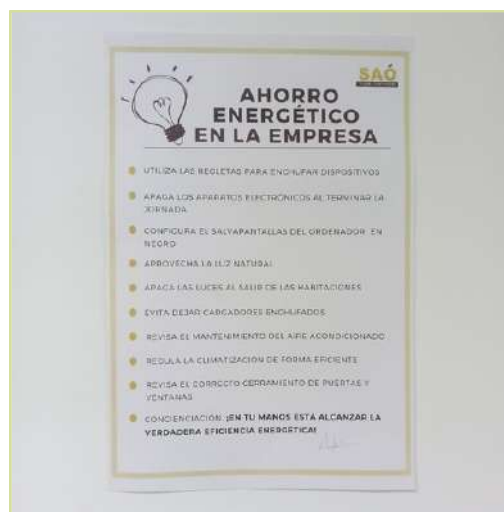 SAÓ
AHORRO
ENERGÉTICO
EN LA EMPRESA
UTILIZA LAS REGLETAS PARA ENCHUFAR DISPOSITIVOS
APAGA LOS APARATOS ELECTRÓNICOS AL TERMINAR LA
JORNADA
CONFIGURA EL SALVAPANTALLAS DEL ORDENADOR EN
NEGRO
APROVECHA LA LUZ NATURAL
APAGA LAS LUCES AL SALIR DE LAS HABITACIONES
EVITA DEJAR CARGADORES ENCHUFADOS
REVISA EL MANTENIMIENTO DEL AIRE ACONDICIONADO
REGULA LA CLIMATIZACIÓN DE FORMA EFICIENTE
REVISA EL CORRECTO CERRAMIENTO DE PUERTAS Y
VENTANAS
CONCIENCIACIÓN: ¡EN TU MANOS ESTÁ ALCANZAR LA
VERDADERA EFICIENCIA ENERGÉTICA!